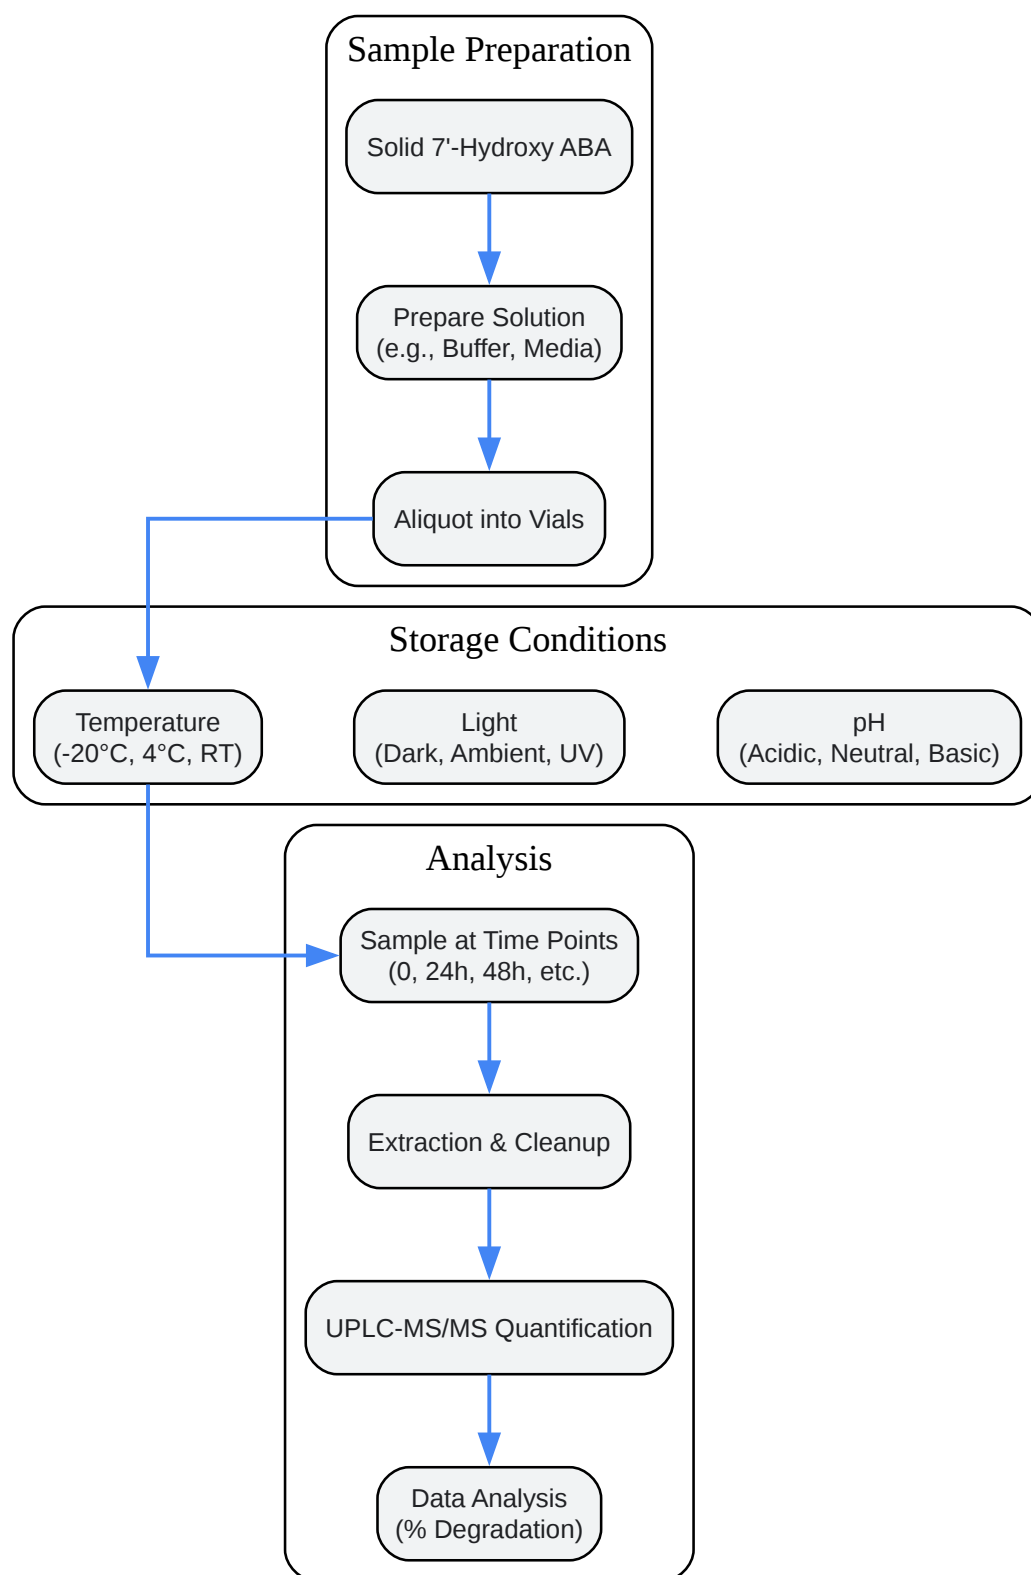 Sample Preparation
Solid 7'-Hydroxy ABA
Prepare Solution
(e.g., Buffer, Media)
Aliquot into Vials
Storage Conditions
Temperature
(-20°C, 4°C, RT)
Light
(Dark, Ambient, UV)
pH
(Acidic, Neutral, Basic)
Analysis
Sample at Time Points
(0, 24h, 48h, etc.)
Extraction & Cleanup
UPLC-MS/MS Quantification
Data Analysis
(% Degradation)